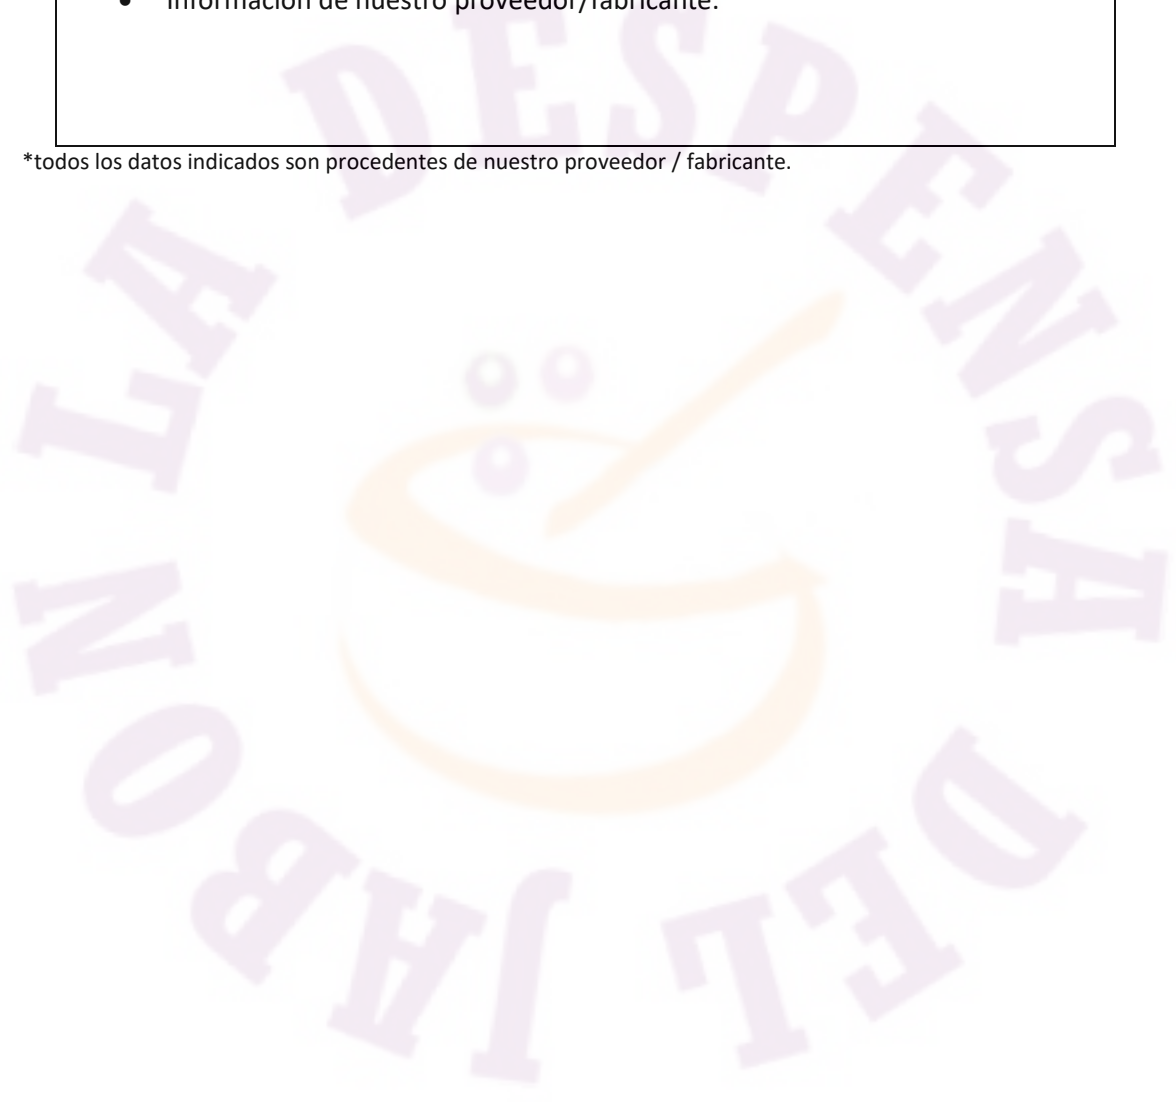 • Información de nuestro proveedor/fabricante.
*todos los datos indicados son procedentes de nuestro proveedor / fabricante.
LA DESPENSA DEL JABON